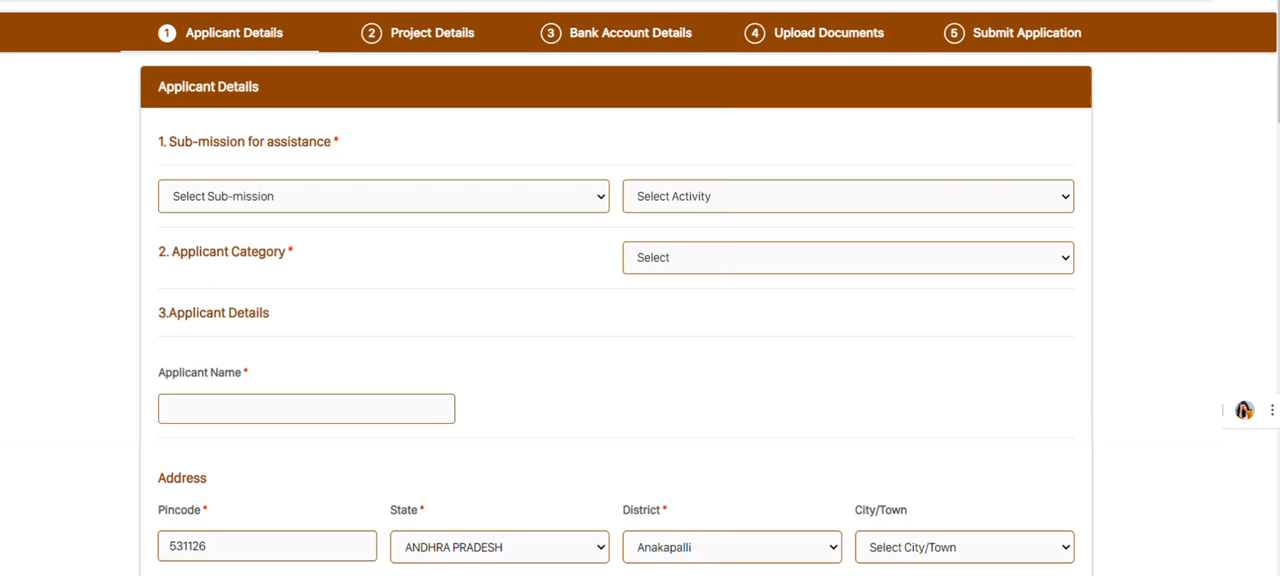 1 Applicant Details 2 Project Details 3 Bank Account Details 4 Upload Documents 5 Submit Application
Applicant Details
1. Sub-mission for assistance *
Select Sub-mission Select Activity
2. Applicant Category * Select
3.Applicant Details
Applicant Name *
Address
Pincode * State * District * City/Town
531126 ANDHRA PRADESH Anakapalli Select City/Town